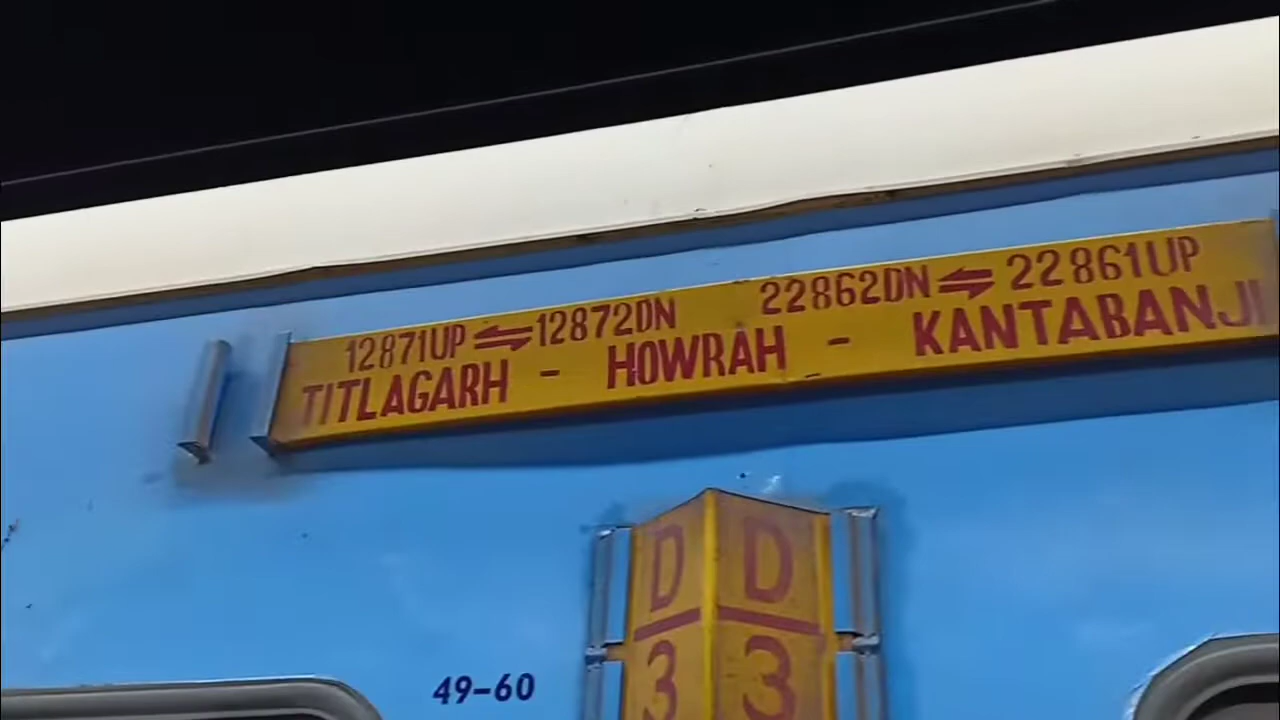 12871UP ⇌ 12872DN 22862DN ⇌ 22861UP
TITLAGARH - HOWRAH - KANTABANJI
D D
3 3
49-60